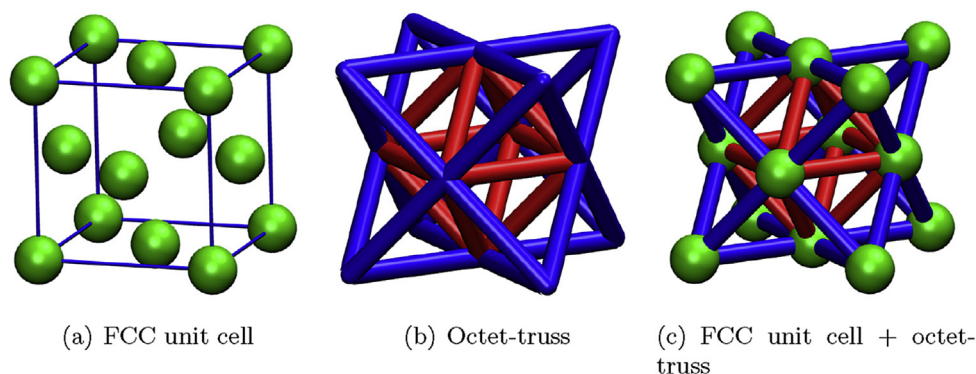 (a) FCC unit cell
(b) Octet-truss
(c) FCC unit cell + octet-
truss